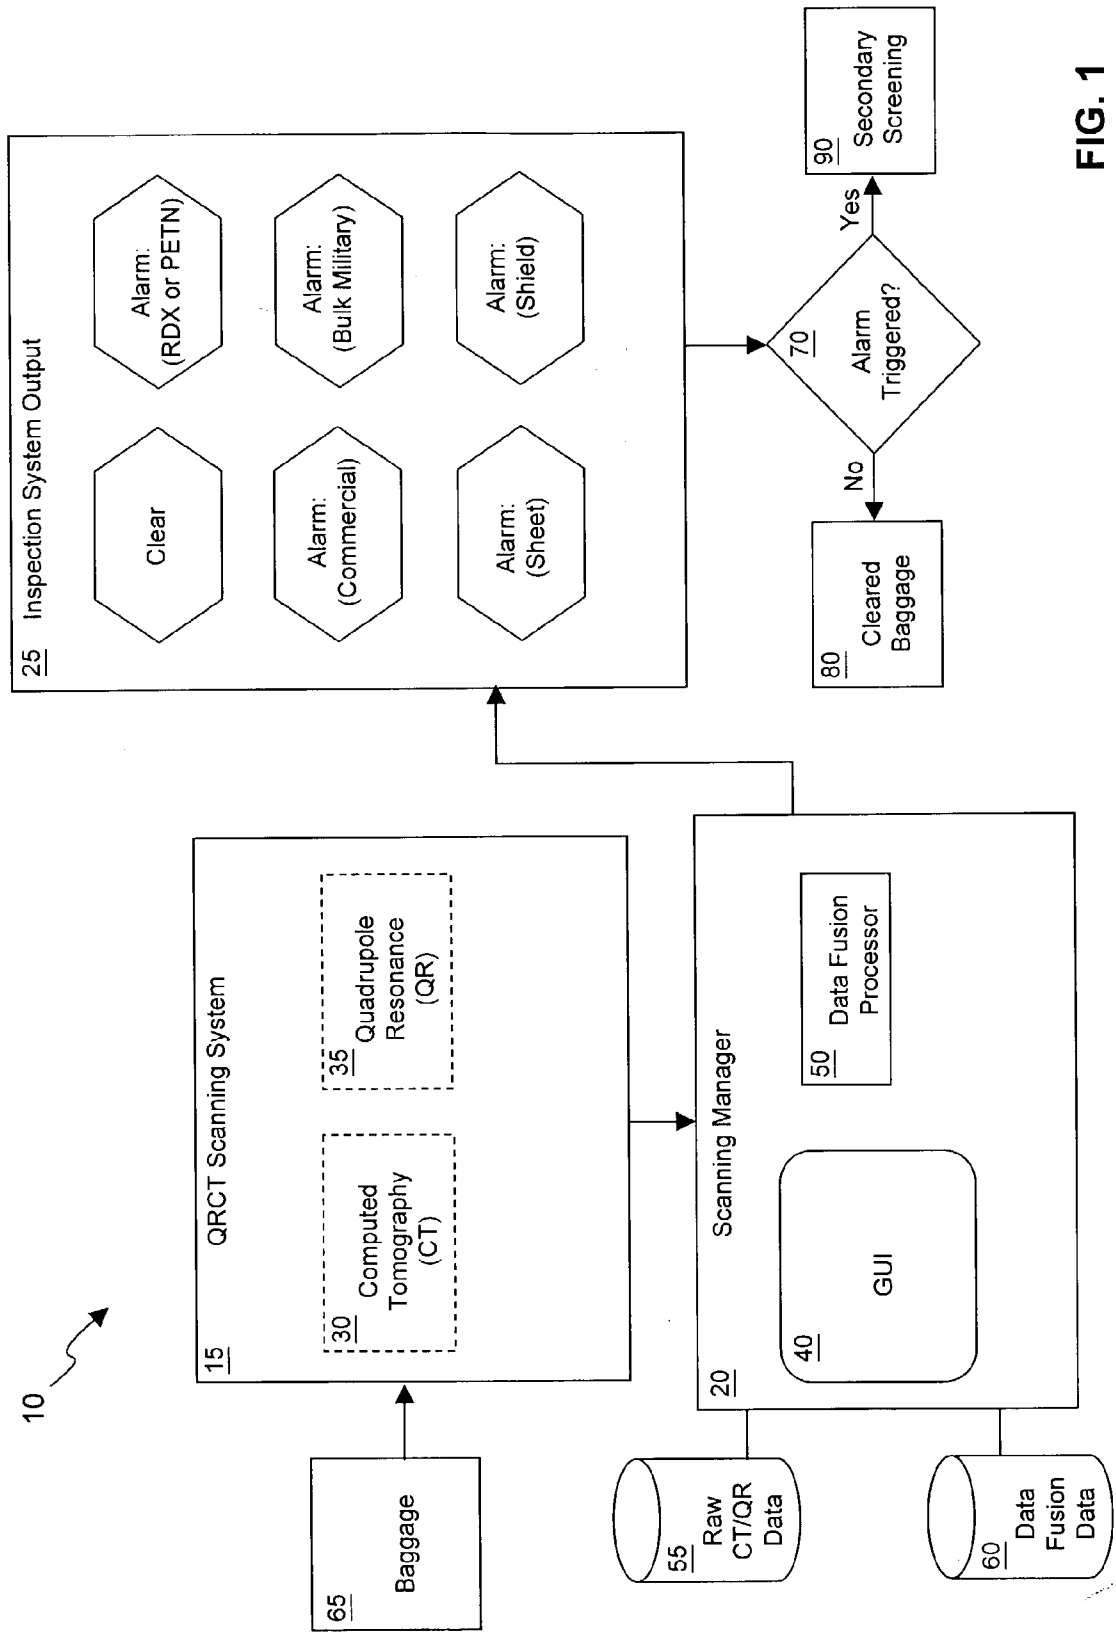 10
65
Baggage
15
QRCT Scanning System
30
Computed
Tomography
(CT)
35
Quadrupole
Resonance
(QR)
55
Raw
CT/QR
Data
60
Data
Fusion
Data
20
Scanning Manager
40
GUI
50
Data Fusion
Processor
25
Inspection System Output
Clear
Alarm:
(RDX or PETN)
Alarm:
(Commercial)
Alarm:
(Bulk Military)
Alarm:
(Sheet)
Alarm:
(Shield)
70
Alarm
Triggered?
No
Yes
80
Cleared
Baggage
90
Secondary
Screening
FIG. 1